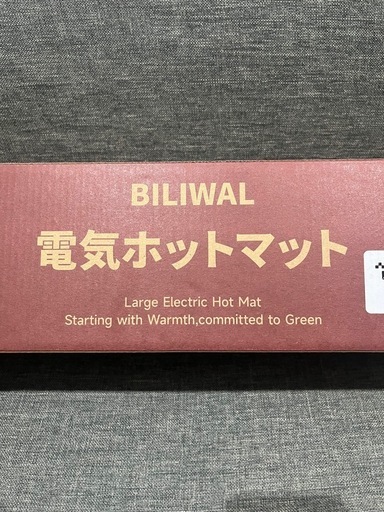 BILIWAL
電気ホットマット
Large Electric Hot Mat
Starting with Warmth,committed to Green